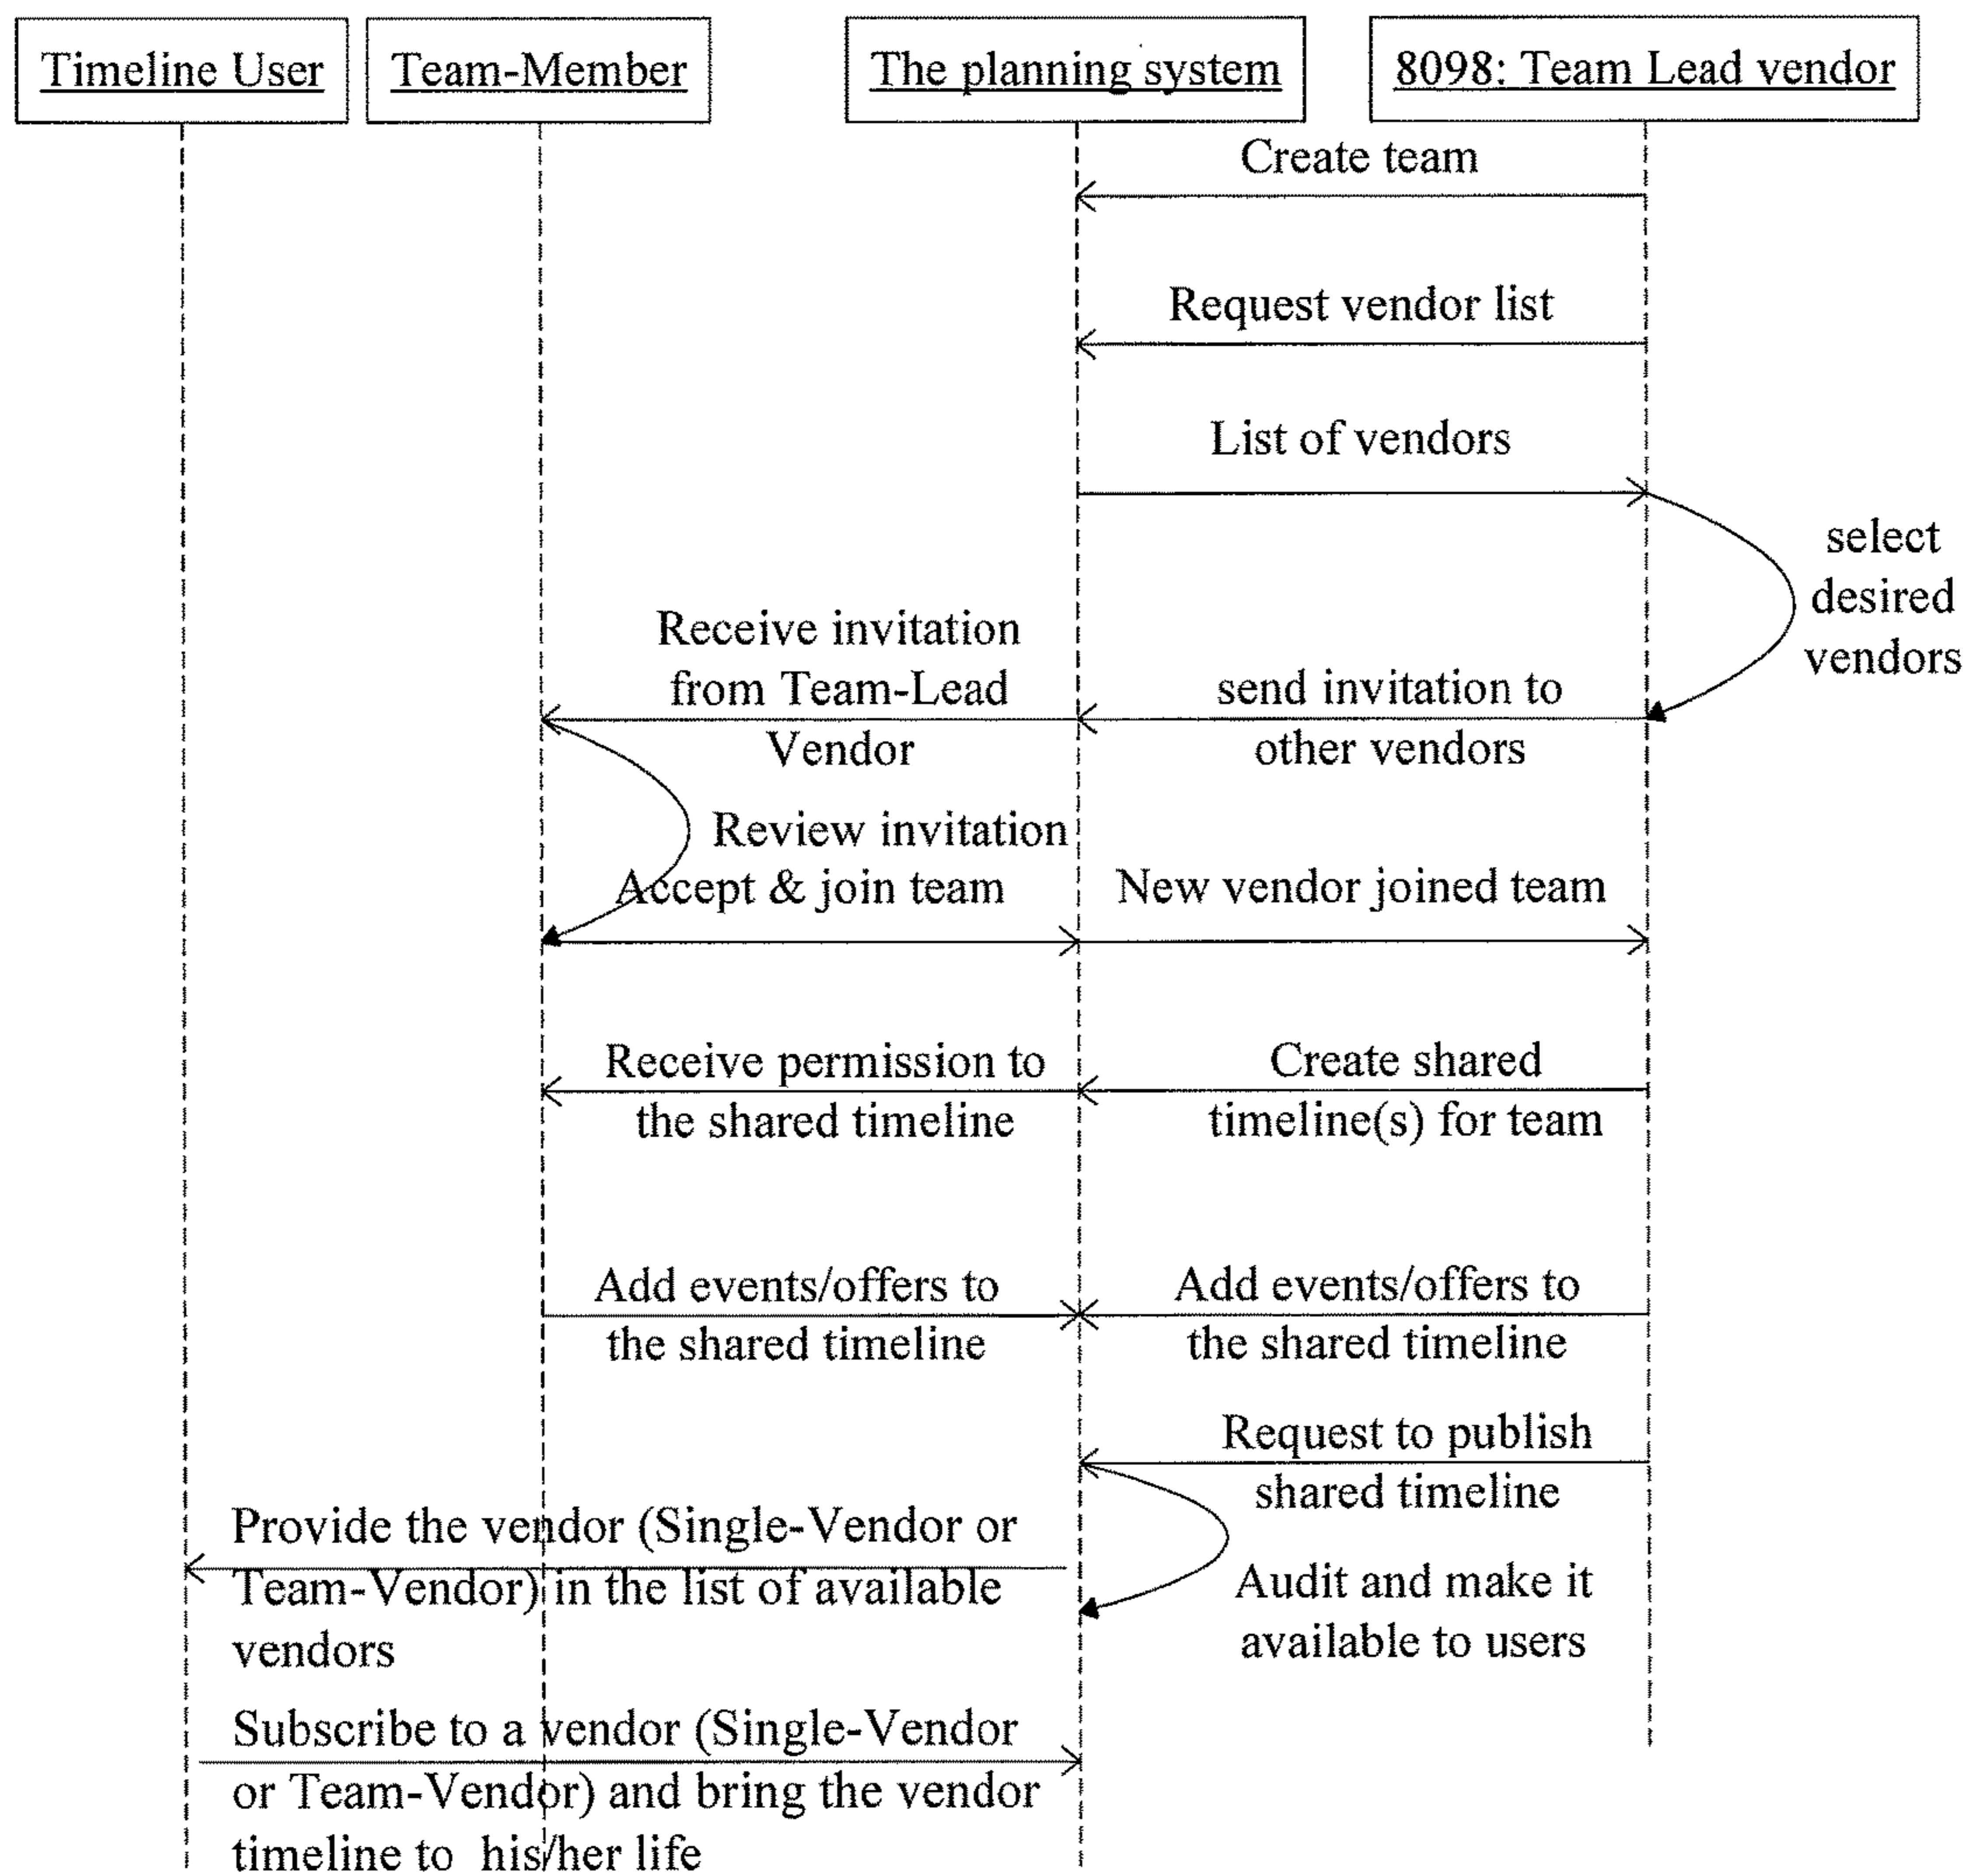 Timeline User
Team-Member
The planning system
8098: Team Lead vendor
Create team
Request vendor list
List of vendors
select
desired
vendors
Receive invitation
from Team-Lead
Vendor
send invitation to
other vendors
Review invitation
Accept & join team
New vendor joined team
Receive permission to
the shared timeline
Create shared
timeline(s) for team
Add events/offers to
the shared timeline
Add events/offers to
the shared timeline
Request to publish
shared timeline
Provide the vendor (Single-Vendor or
Team-Vendor) in the list of available
vendors
Audit and make it
available to users
Subscribe to a vendor (Single-Vendor
or Team-Vendor) and bring the vendor
timeline to his/her life